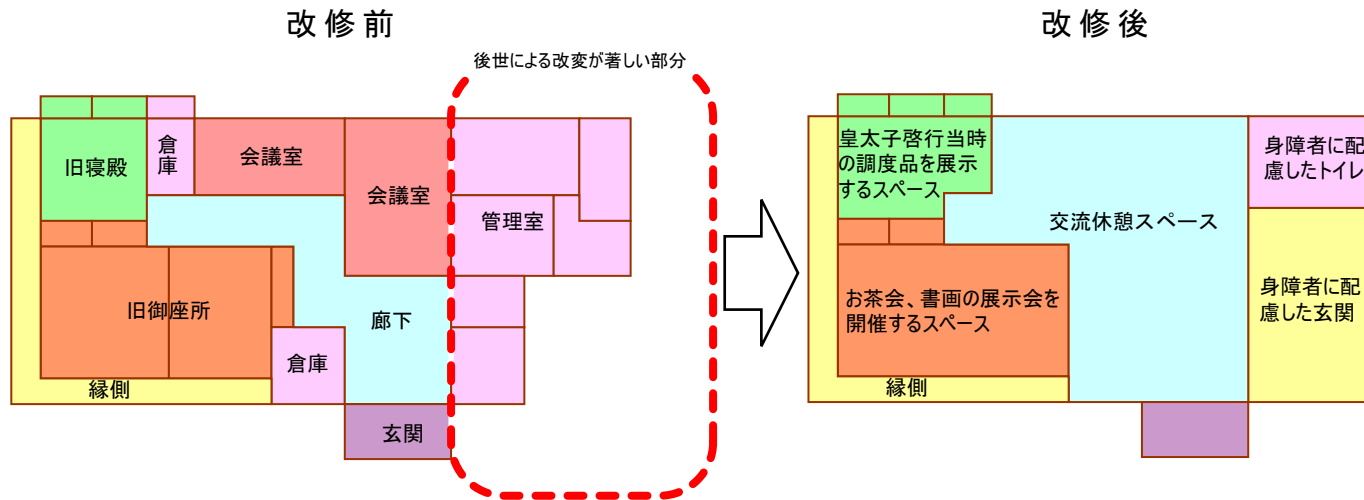 改修前
後世による改変が著しい部分
旧寝殿
倉
庫
会議室
会議室
管理室
旧御座所
廊下
倉庫
縁側
玄関
改修後
皇太子啓行当時
の調度品を展示
するスペース
身障者に配
慮したトイレ
交流休憩スペース
お茶会、書画の展示会を
開催するスペース
身障者に配
慮した玄関
縁側